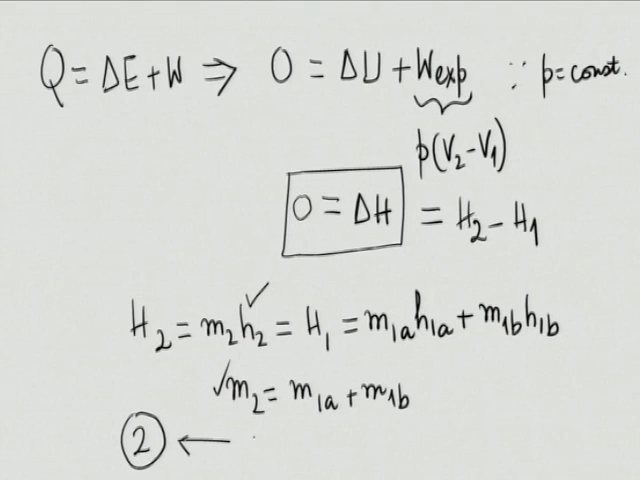 Q = ΔE + W ⇒ 0 = ΔU + Wexp ∵ p = const.
p(V₂ - V₁)
0 = ΔH = H₂ - H₁
H₂ = m₂h₂ ✓ = H₁ = m₁ₐh₁ₐ + m₁bh₁b
✓ m₂ = m₁ₐ + m₁b
② ←